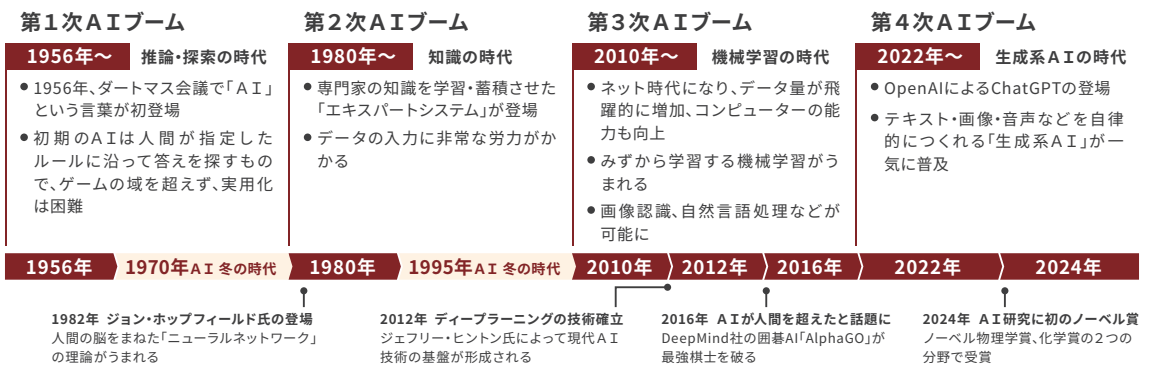 第1次AIブーム
1956年〜 推論・探索の時代
● 1956年、ダートマス会議で「AI」
という言葉が初登場
● 初期のAIは人間が指定した
ルールに沿って答えを探すもの
で、ゲームの域を超えず、実用化
は困難
第2次AIブーム
1980年〜 知識の時代
● 専門家の知識を学習・蓄積させた
「エキスパートシステム」が登場
● データの入力に非常な労力がか
かる
第3次AIブーム
2010年〜 機械学習の時代
● ネット時代になり、データ量が飛
躍的に増加、コンピューターの能
力も向上
● みずから学習する機械学習がう
まれる
● 画像認識、自然言語処理などが
可能に
第4次AIブーム
2022年〜 生成系AIの時代
● OpenAIによるChatGPTの登場
● テキスト・画像・音声などを自律
的につくれる「生成系AI」が一
気に普及
1956年 1970年AI 冬の時代 1980年 1995年AI 冬の時代 2010年 2012年 2016年 2022年 2024年
1982年 ジョン・ホップフィールド氏の登場
人間の脳をまねた「ニューラルネットワーク」
の理論がうまれる
2012年 ディープラーニングの技術確立
ジェフリー・ヒントン氏によって現代AI
技術の基盤が形成される
2016年 AIが人間を超えたと話題に
DeepMind社の囲碁AI「AlphaGO」が
最強棋士を破る
2024年 AI研究に初のノーベル賞
ノーベル物理学賞、化学賞の2つの
分野で受賞